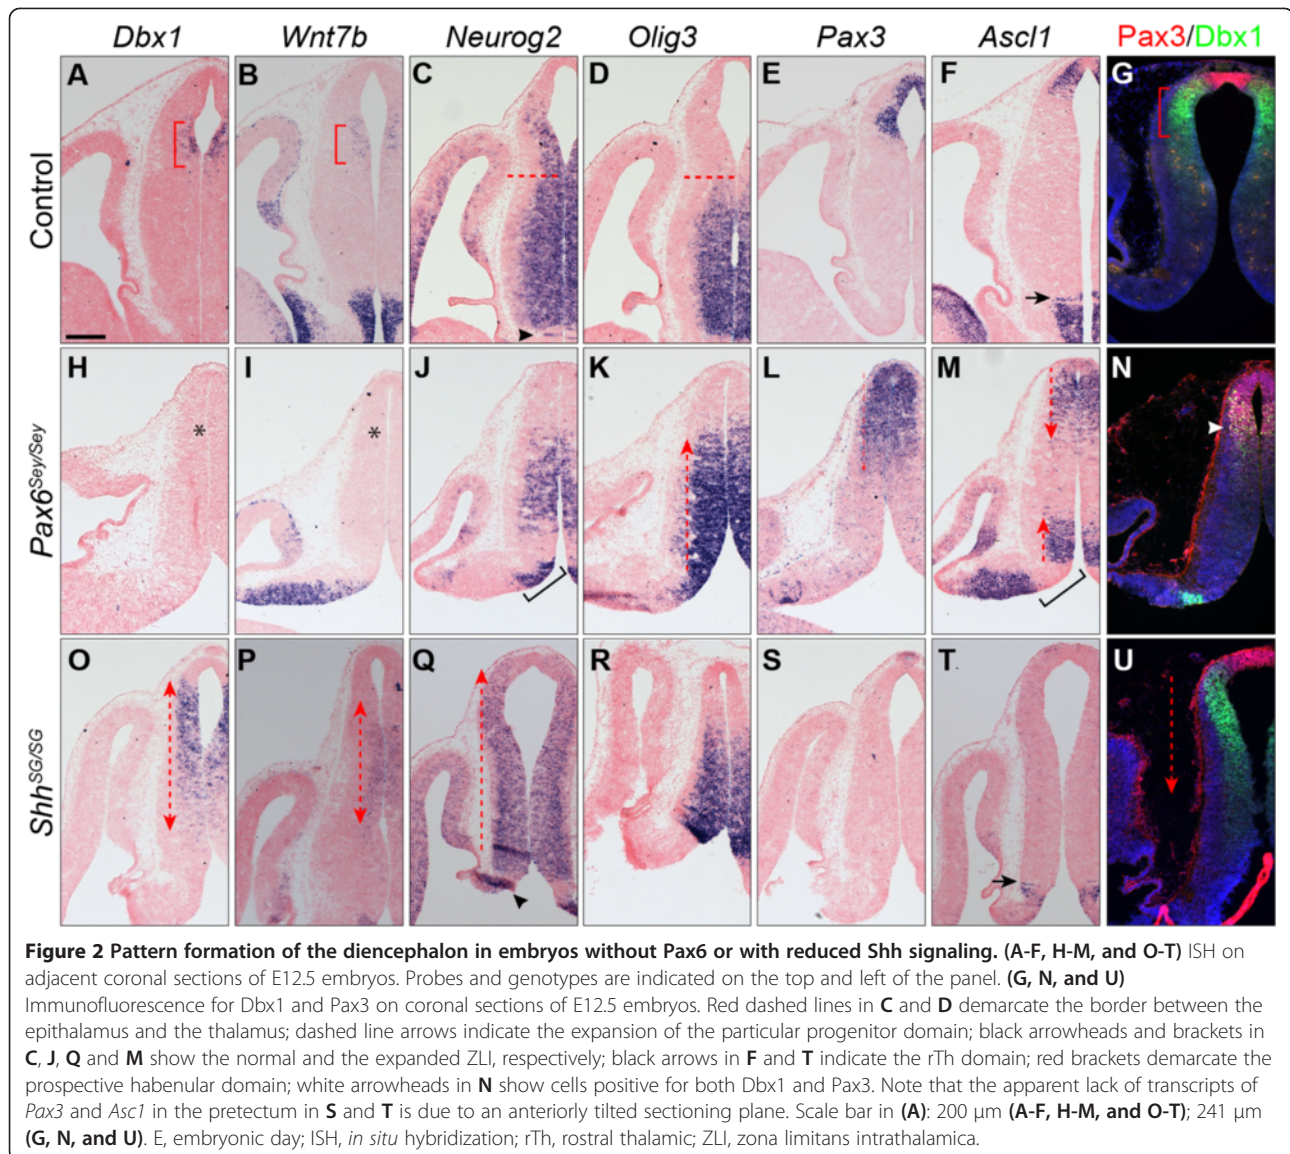 Dbx1 Wnt7b Neurog2 Olig3 Pax3 Ascl1 Pax3/Dbx1
Control
A B C D E F G
Pax6Sey/Sey
H I J K L M N
* *
ShhSG/SG
O P Q R S T U
Figure 2 Pattern formation of the diencephalon in embryos without Pax6 or with reduced Shh signaling. (A-F, H-M, and O-T) ISH on
adjacent coronal sections of E12.5 embryos. Probes and genotypes are indicated on the top and left of the panel. (G, N, and U)
Immunofluorescence for Dbx1 and Pax3 on coronal sections of E12.5 embryos. Red dashed lines in C and D demarcate the border between the
epithalamus and the thalamus; dashed line arrows indicate the expansion of the particular progenitor domain; black arrowheads and brackets in
C, J, Q and M show the normal and the expanded ZLI, respectively; black arrows in F and T indicate the rTh domain; red brackets demarcate the
prospective habenular domain; white arrowheads in N show cells positive for both Dbx1 and Pax3. Note that the apparent lack of transcripts of
Pax3 and Asc1 in the pretectum in S and T is due to an anteriorly tilted sectioning plane. Scale bar in (A): 200 μm (A-F, H-M, and O-T); 241 μm
(G, N, and U). E, embryonic day; ISH, in situ hybridization; rTh, rostral thalamic; ZLI, zona limitans intrathalamica.